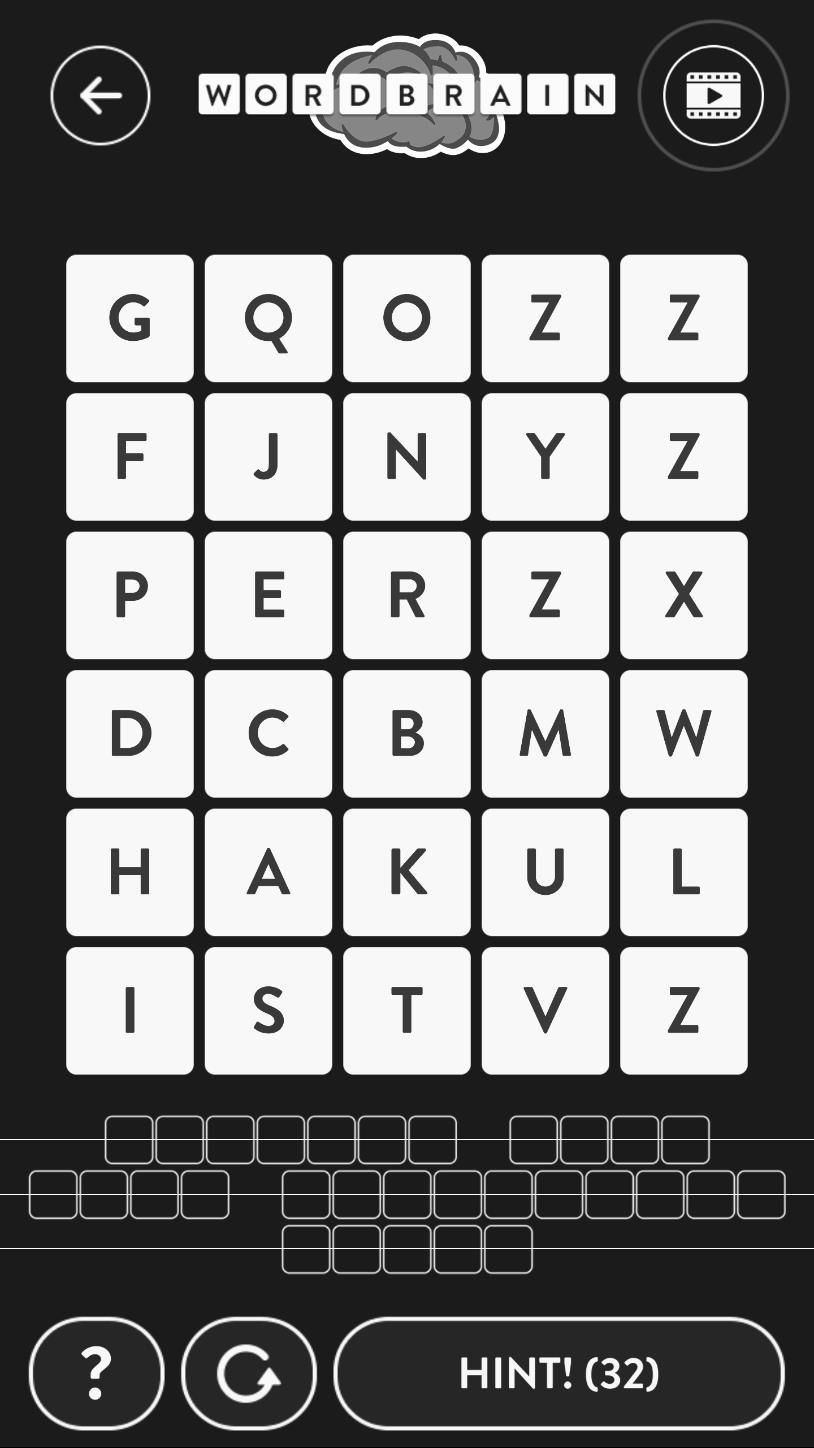 WORDBRAIN
G Q O Z Z
F J N Y Z
P E R Z X
D C B M W
H A K U L
I S T V Z
? HINT! (32)